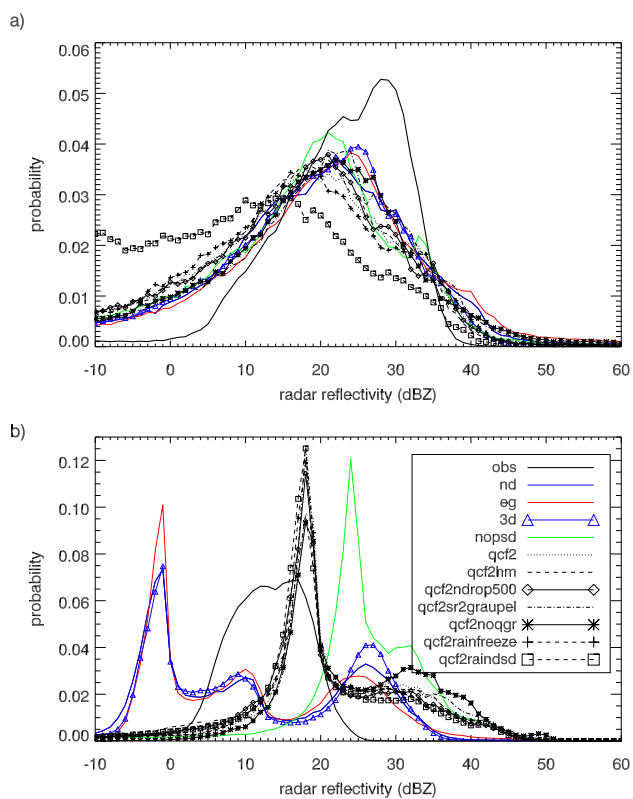 a)
0.06
0.05
0.04
0.03
0.02
0.01
0.00
probability
-10 0 10 20 30 40 50 60
radar reflectivity (dBZ)
b)
0.12
0.10
0.08
0.06
0.04
0.02
0.00
probability
obs
nd
eg
3d
nopsd
qcf2
qcf2hm
qcf2ndrop500
qcf2sr2graupel
qcf2noqgr
qcf2rainfreeze
qcf2raindsd
-10 0 10 20 30 40 50 60
radar reflectivity (dBZ)